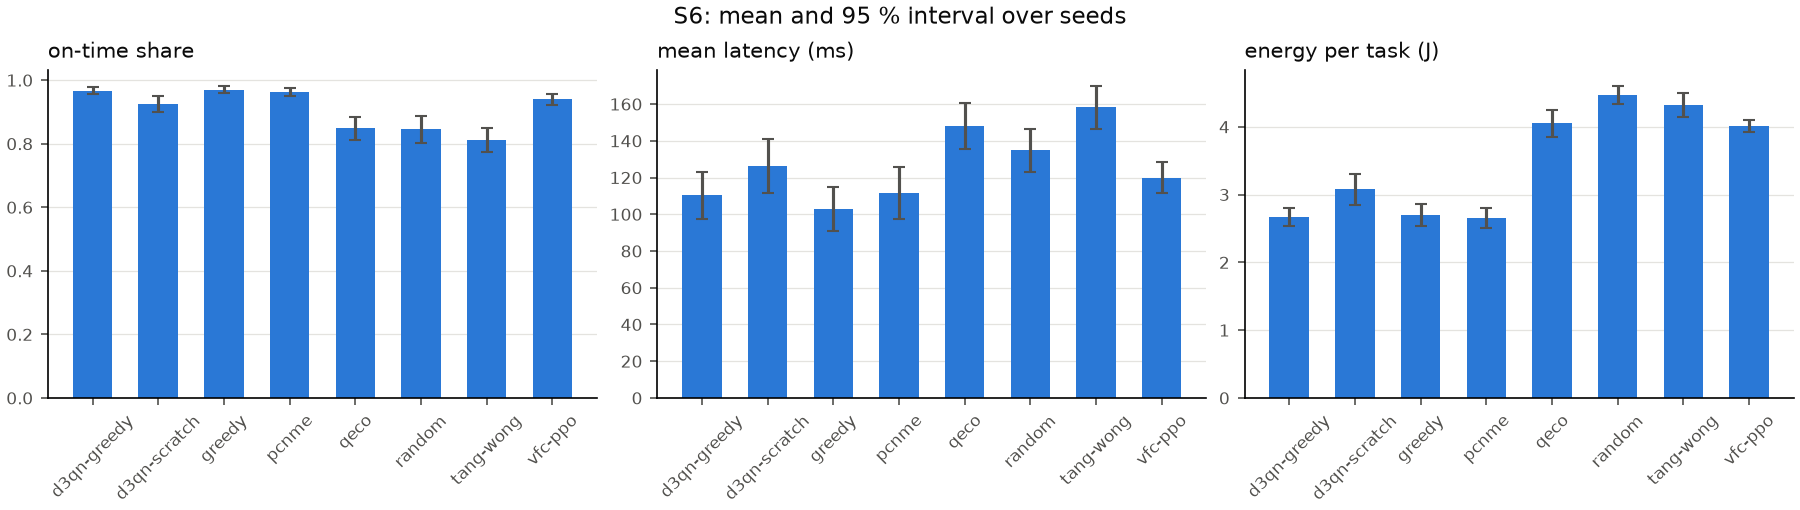 S6: mean and 95 % interval over seeds
on-time share
1.0
0.8
0.6
0.4
0.2
0.0
d3qn-greedy
d3qn-scratch
greedy
pcnme
qeco
random
tang-wong
vfc-ppo
mean latency (ms)
160
140
120
100
80
60
40
20
0
d3qn-greedy
d3qn-scratch
greedy
pcnme
qeco
random
tang-wong
vfc-ppo
energy per task (J)
4
3
2
1
0
d3qn-greedy
d3qn-scratch
greedy
pcnme
qeco
random
tang-wong
vfc-ppo